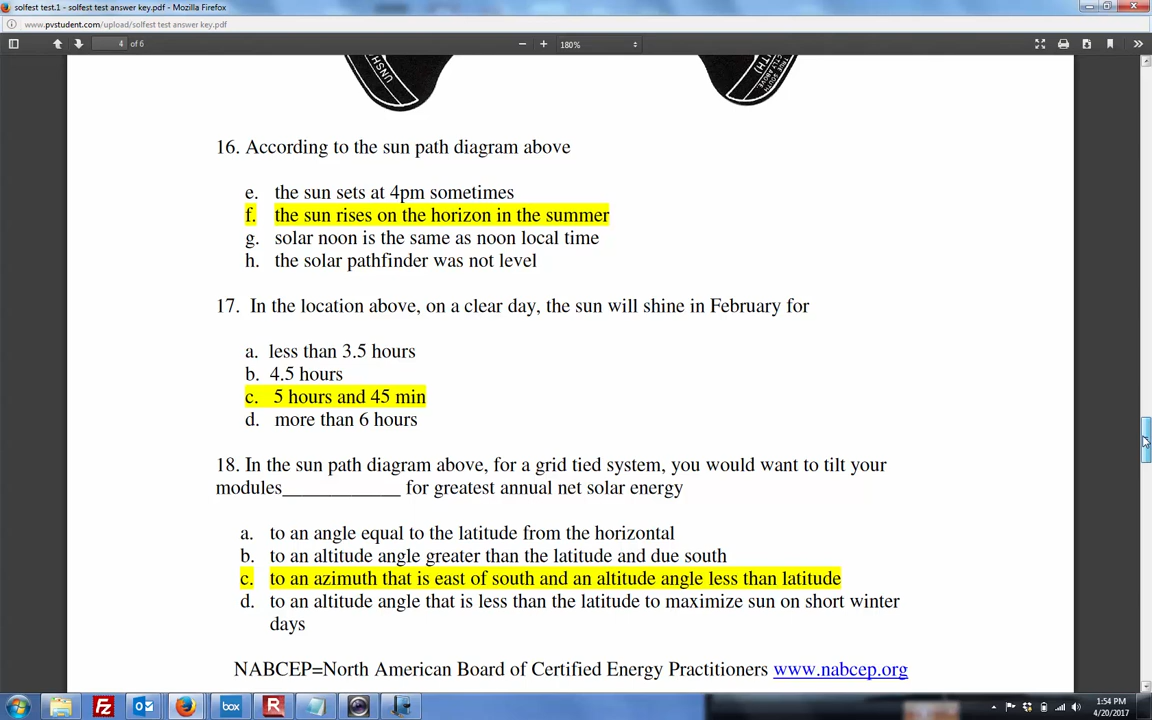 solfest test.1 - solfest test answer key.pdf - Mozilla Firefox
www.pvstudent.com/upload/solfest test answer key.pdf
4 of 6
180%
UNSH
TRUE SOUTH
16. According to the sun path diagram above
e. the sun sets at 4pm sometimes
f. the sun rises on the horizon in the summer
g. solar noon is the same as noon local time
h. the solar pathfinder was not level
17. In the location above, on a clear day, the sun will shine in February for
a. less than 3.5 hours
b. 4.5 hours
c. 5 hours and 45 min
d. more than 6 hours
18. In the sun path diagram above, for a grid tied system, you would want to tilt your
modules____________ for greatest annual net solar energy
a. to an angle equal to the latitude from the horizontal
b. to an altitude angle greater than the latitude and due south
c. to an azimuth that is east of south and an altitude angle less than latitude
d. to an altitude angle that is less than the latitude to maximize sun on short winter
days
NABCEP=North American Board of Certified Energy Practitioners www.nabcep.org
box
1:54 PM
4/20/2017